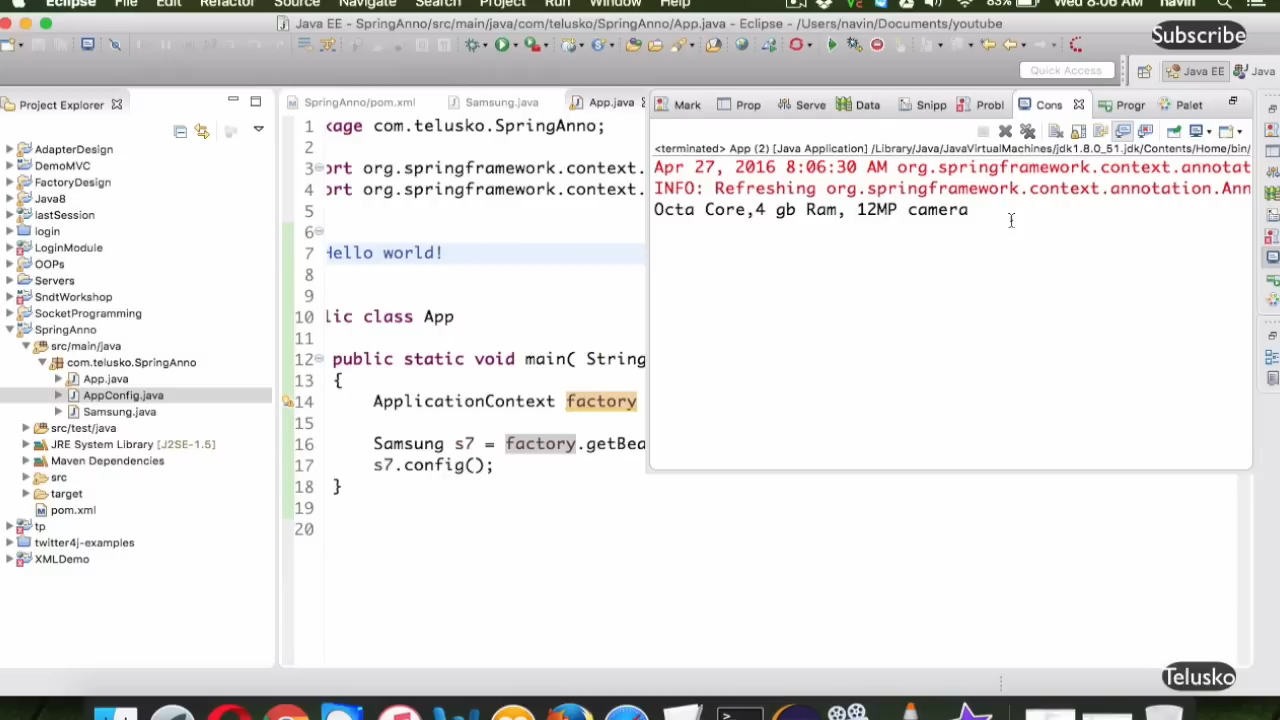 Eclipse File Edit Refactor Source Navigate Search Project Run Window Help 83% Wed 8:06 AM navin
Java EE - SpringAnno/src/main/java/com/telusko/SpringAnno/App.java - Eclipse - /Users/navin/Documents/youtube
Subscribe
Quick Access
Java EE
Java
Project Explorer
AdapterDesign
DemoMVC
FactoryDesign
Java8
lastSession
login
LoginModule
OOPs
Servers
SndtWorkshop
SocketProgramming
SpringAnno
src/main/java
com.telusko.SpringAnno
App.java
AppConfig.java
Samsung.java
src/test/java
JRE System Library [J2SE-1.5]
Maven Dependencies
src
target
pom.xml
tp
twitter4j-examples
XMLDemo
SpringAnno/pom.xml
Samsung.java
App.java
1 kage com.telusko.SpringAnno;
2
3 ort org.springframework.context.
4 ort org.springframework.context.
5
6
7 Hello world!
8
9
10 lic class App
11
12 public static void main( String
13 {
14 ApplicationContext factory
15
16 Samsung s7 = factory.getBea
17 s7.config();
18 }
19
20
Mark Prop Serve Data Snipp Probl Cons Progr Palet
<terminated> App (2) [Java Application] /Library/Java/JavaVirtualMachines/jdk1.8.0_51.jdk/Contents/Home/bin/
Apr 27, 2016 8:06:30 AM org.springframework.context.annotat
INFO: Refreshing org.springframework.context.annotation.Ann
Octa Core,4 gb Ram, 12MP camera
Telusko